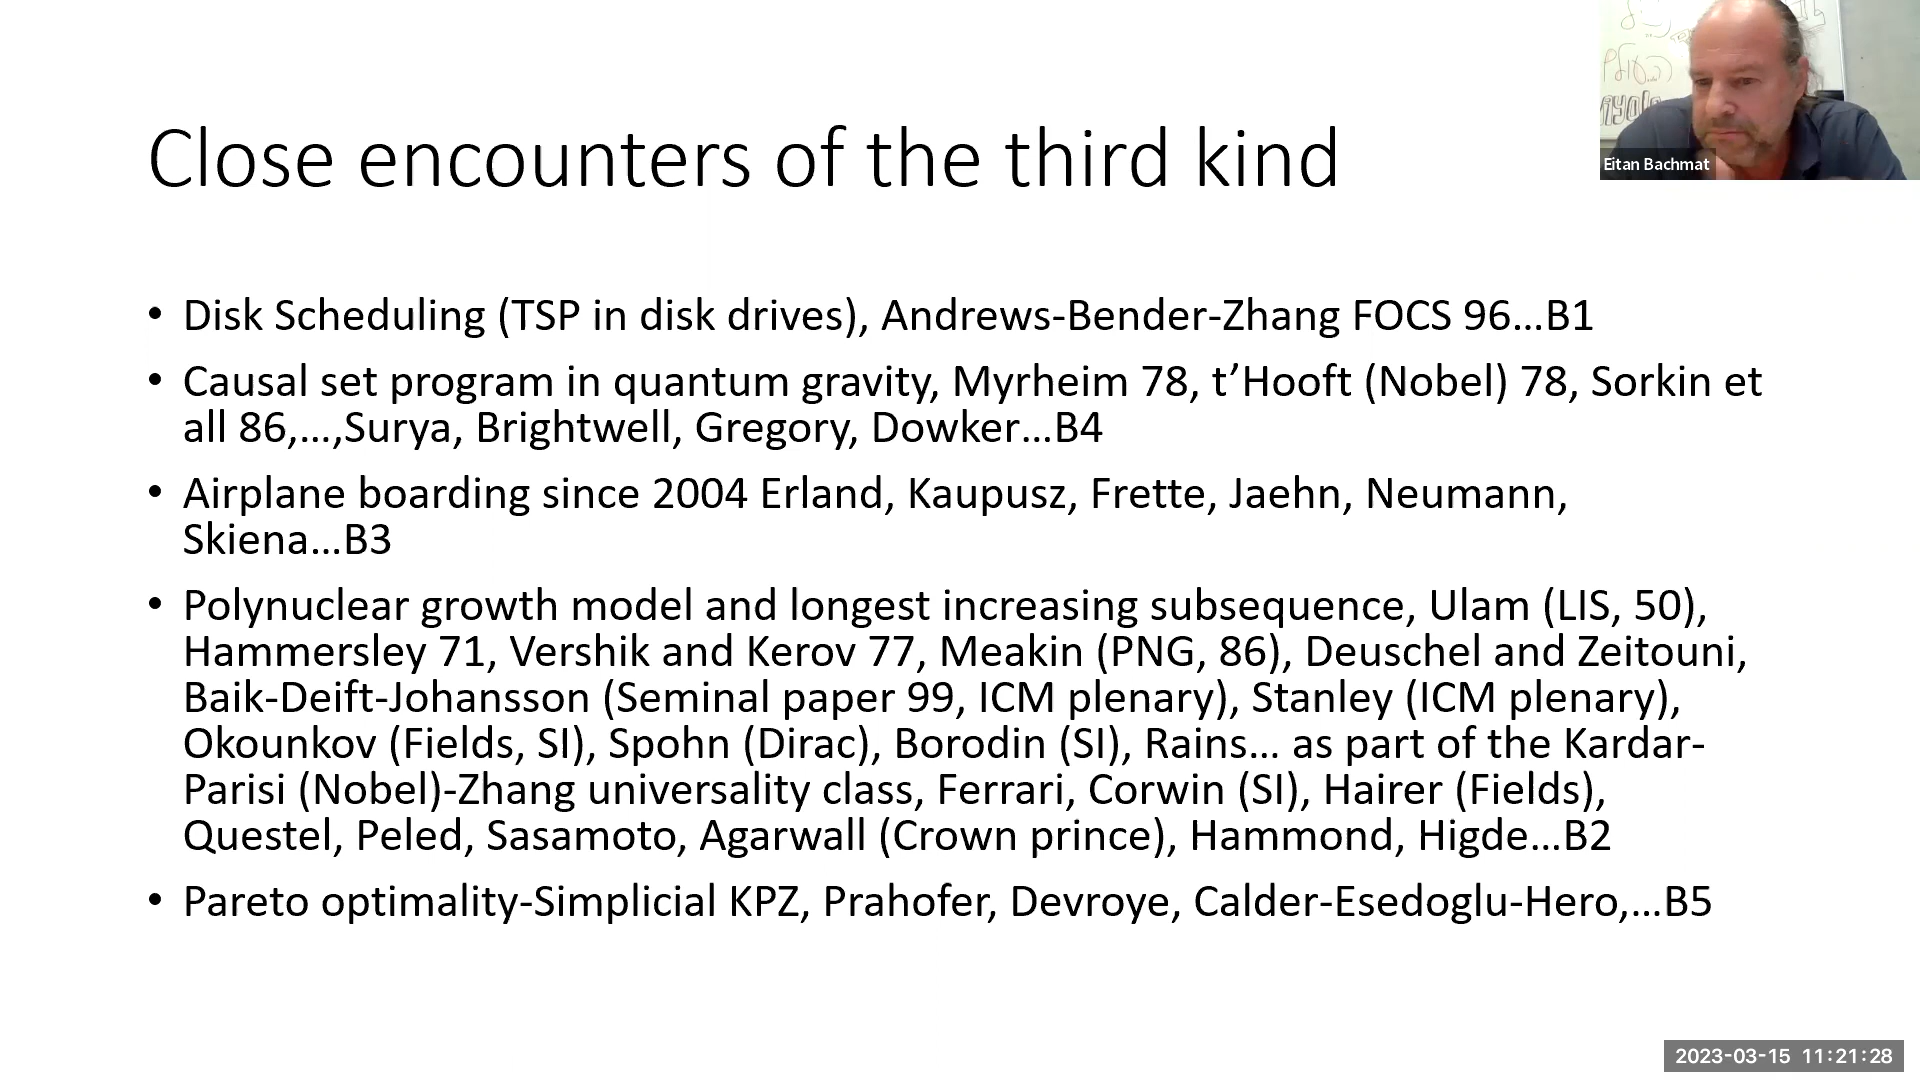 Close encounters of the third kind
Eitan Bachmat
• Disk Scheduling (TSP in disk drives), Andrews-Bender-Zhang FOCS 96...B1
• Causal set program in quantum gravity, Myrheim 78, t’Hooft (Nobel) 78, Sorkin et
all 86,...,Surya, Brightwell, Gregory, Dowker...B4
• Airplane boarding since 2004 Erland, Kaupusz, Frette, Jaehn, Neumann,
Skiena...B3
• Polynuclear growth model and longest increasing subsequence, Ulam (LIS, 50),
Hammersley 71, Vershik and Kerov 77, Meakin (PNG, 86), Deuschel and Zeitouni,
Baik-Deift-Johansson (Seminal paper 99, ICM plenary), Stanley (ICM plenary),
Okounkov (Fields, SI), Spohn (Dirac), Borodin (SI), Rains... as part of the Kardar-
Parisi (Nobel)-Zhang universality class, Ferrari, Corwin (SI), Hairer (Fields),
Questel, Peled, Sasamoto, Agarwall (Crown prince), Hammond, Higde...B2
• Pareto optimality-Simplicial KPZ, Prahofer, Devroye, Calder-Esedoglu-Hero,...B5
2023-03-15 11:21:28